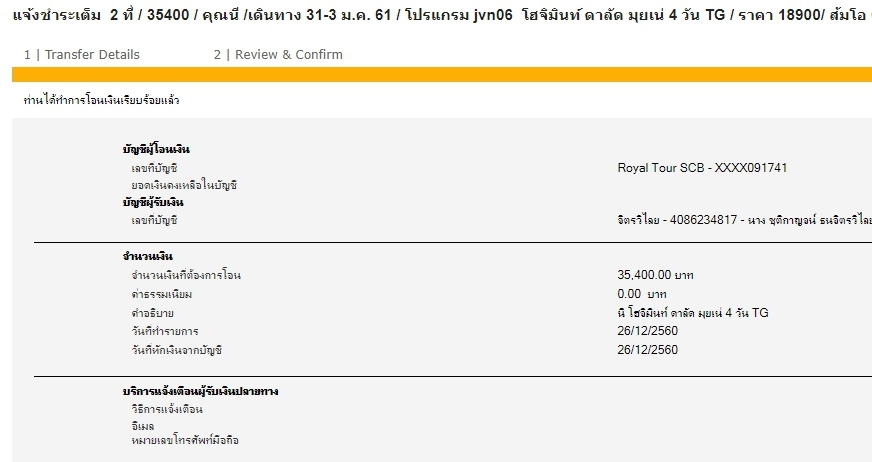 แจ้งชำระเต็ม 2 ที่ / 35400 / คุณนี /เดินทาง 31-3 ม.ค. 61 / โปรแกรม jvn06 โฮจิมินท์ ดาลัด มุยเน่ 4 วัน TG / ราคา 18900/ ส้มโอ
1 | Transfer Details 2 | Review & Confirm
ท่านได้ทำการโอนเงินเรียบร้อยแล้ว
บัญชีผู้โอนเงิน
เลขที่บัญชี Royal Tour SCB - XXXX091741
ยอดเงินคงเหลือในบัญชี
บัญชีผู้รับเงิน
เลขที่บัญชี จิตรวิไลย - 4086234817 - นาง ชุติกาญจน์ ธนจิตรวิไลย
จำนวนเงิน
จำนวนเงินที่ต้องการโอน 35,400.00 บาท
ค่าธรรมเนียม 0.00 บาท
คำอธิบาย นี โฮจิมินท์ ดาลัด มุยเน่ 4 วัน TG
วันที่ทำรายการ 26/12/2560
วันที่หักเงินจากบัญชี 26/12/2560
บริการแจ้งเตือนผู้รับเงินปลายทาง
วิธีการแจ้งเตือน
อีเมล
หมายเลขโทรศัพท์มือถือ